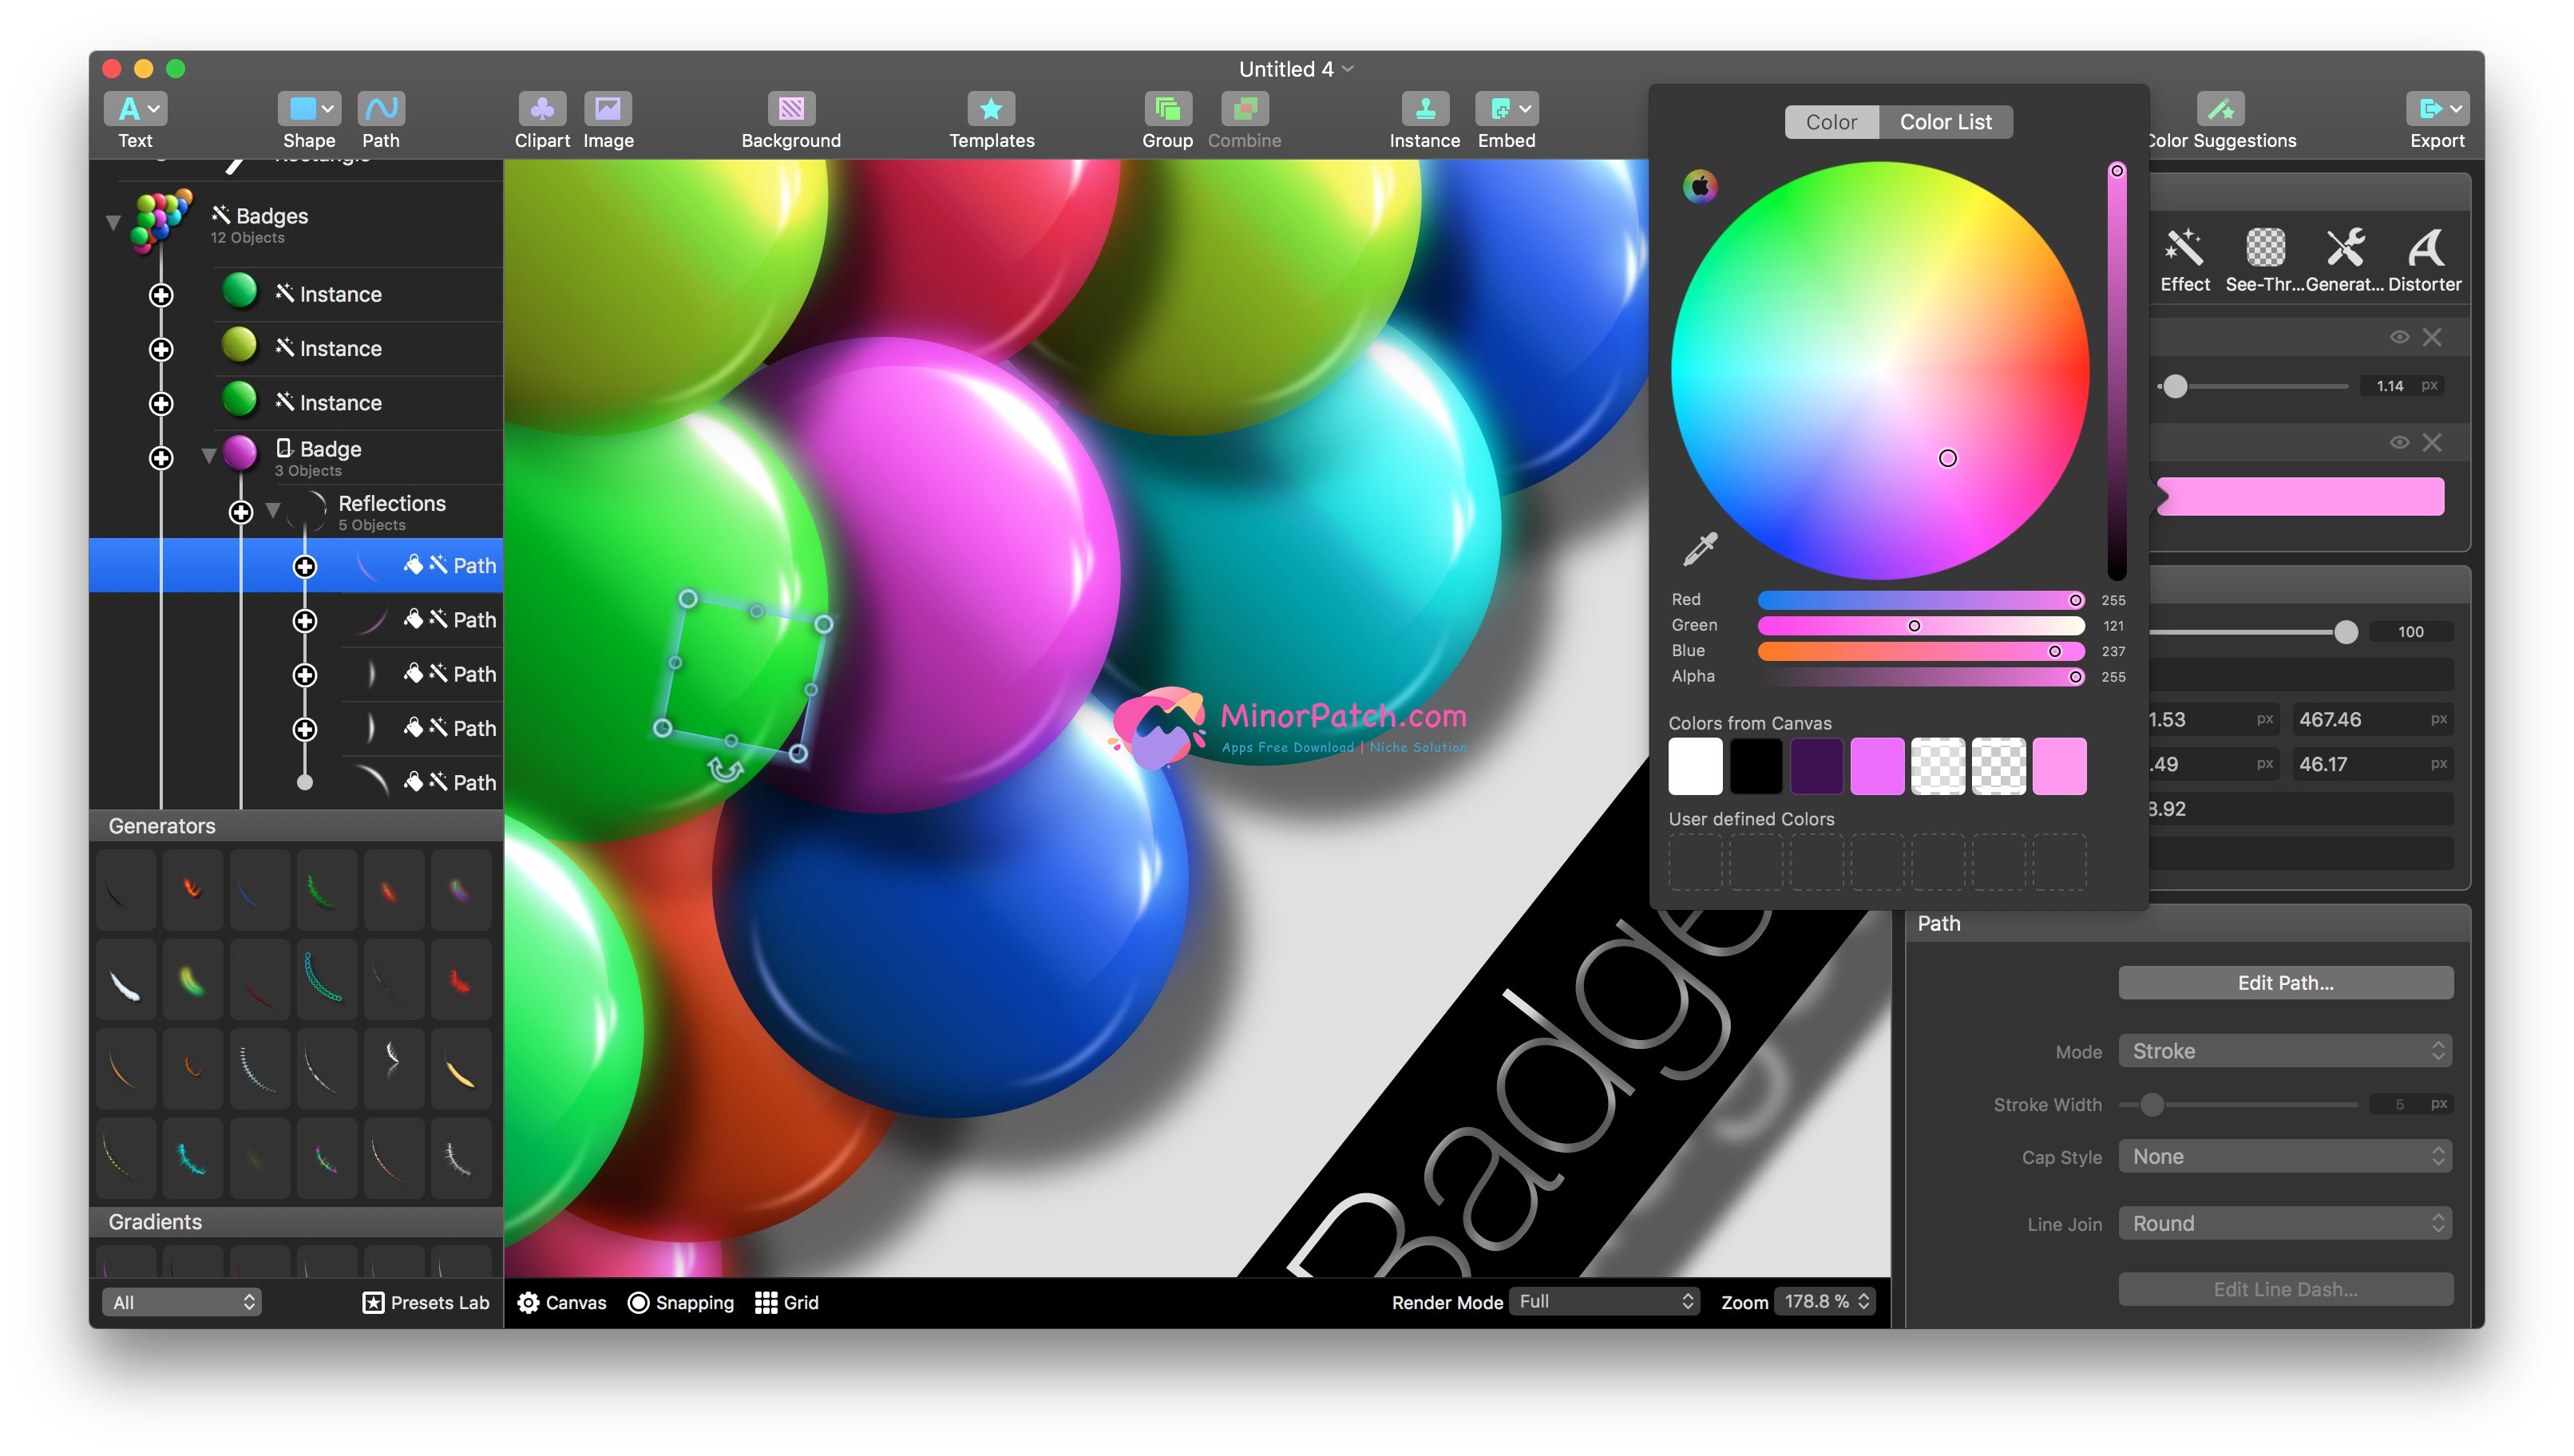 Untitled 4
Text
Shape
Path
Clipart
Image
Background
Templates
Group
Combine
Instance
Embed
Color Suggestions
Export
Rectangle
Badges
12 Objects
Instance
Instance
Instance
Badge
3 Objects
Reflections
5 Objects
Path
Path
Path
Path
Path
Generators
Gradients
All
Presets Lab
MinorPatch.com
Apps Free Download | Niche Solution
Badge
Canvas
Snapping
Grid
Render Mode
Full
Zoom
178.8 %
Color
Color List
Red
255
Green
121
Blue
237
Alpha
255
Colors from Canvas
User defined Colors
Effect
See-Thr...
Generat...
Distorter
1.14 px
100
1.53 px
467.46 px
.49 px
46.17 px
8.92
Path
Edit Path...
Mode
Stroke
Stroke Width
5 px
Cap Style
None
Line Join
Round
Edit Line Dash...